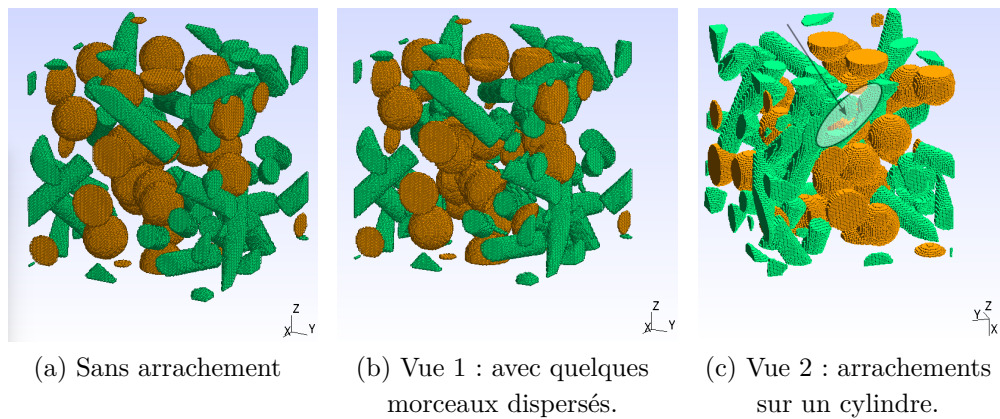 Z
X Y
Z
X Y
Z
Y
X
(a) Sans arrachement
(b) Vue 1 : avec quelques
morceaux dispersés.
(c) Vue 2 : arrachements
sur un cylindre.